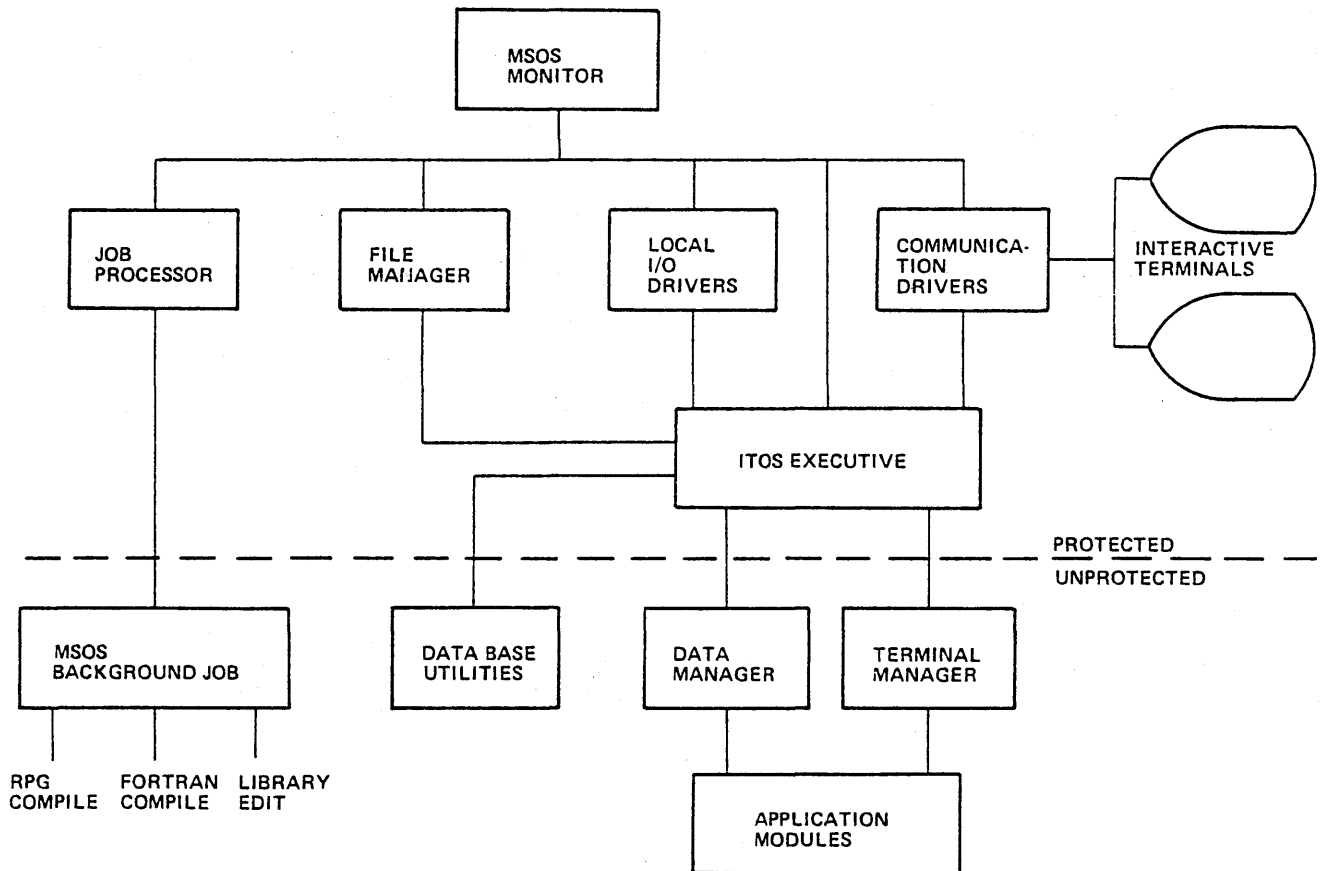 MSOS
MONITOR
JOB
PROCESSOR
FILE
MANAGER
LOCAL
I/O
DRIVERS
COMMUNICA-
TION
DRIVERS
INTERACTIVE
TERMINALS
ITOS EXECUTIVE
PROTECTED
UNPROTECTED
MSOS
BACKGROUND JOB
DATA BASE
UTILITIES
DATA
MANAGER
TERMINAL
MANAGER
RPG
COMPILE
FORTRAN
COMPILE
LIBRARY
EDIT
APPLICATION
MODULES